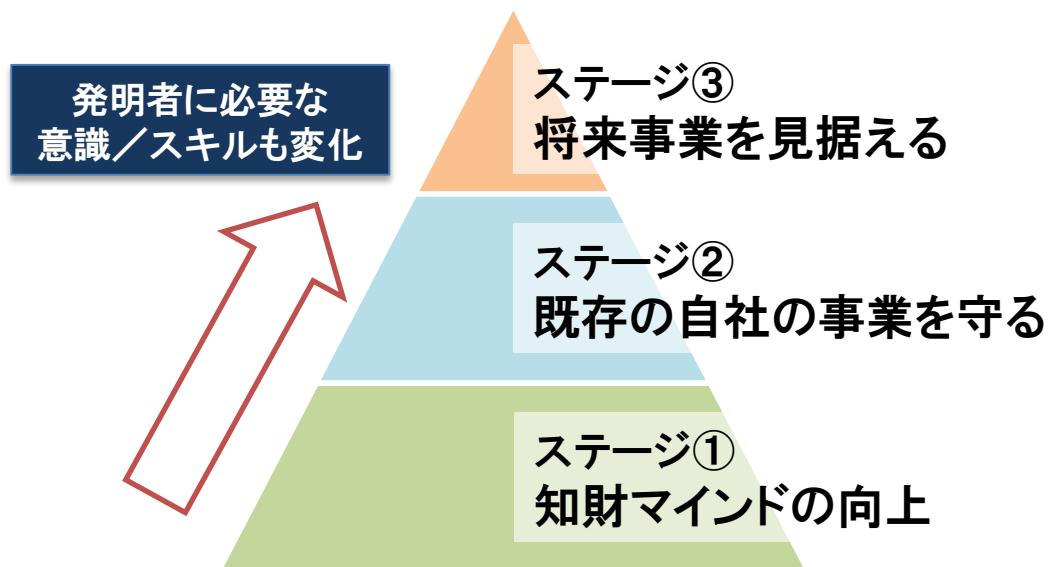 発明者に必要な
意識／スキルも変化
ステージ③
将来事業を見据える
ステージ②
既存の自社の事業を守る
ステージ①
知財マインドの向上